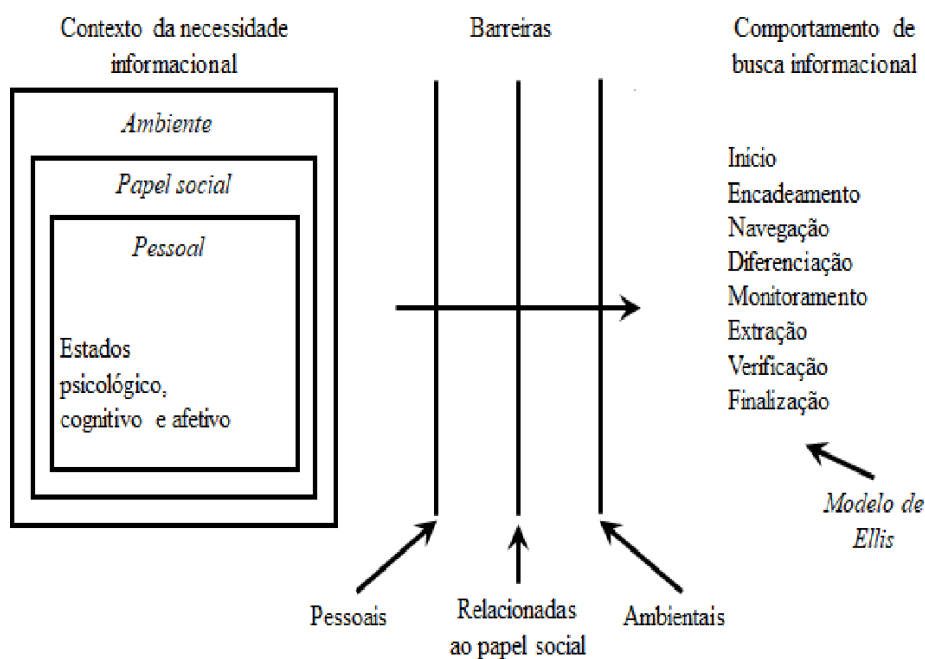 Contexto da necessidade
informacional
Ambiente
Papel social
Pessoal
Estados
psicológico,
cognitivo e afetivo
Barreiras
Pessoais
Relacionadas
ao papel social
Ambientais
Comportamento de
busca informacional
Início
Encadeamento
Navegação
Diferenciação
Monitoramento
Extração
Verificação
Finalização
Modelo de
Ellis